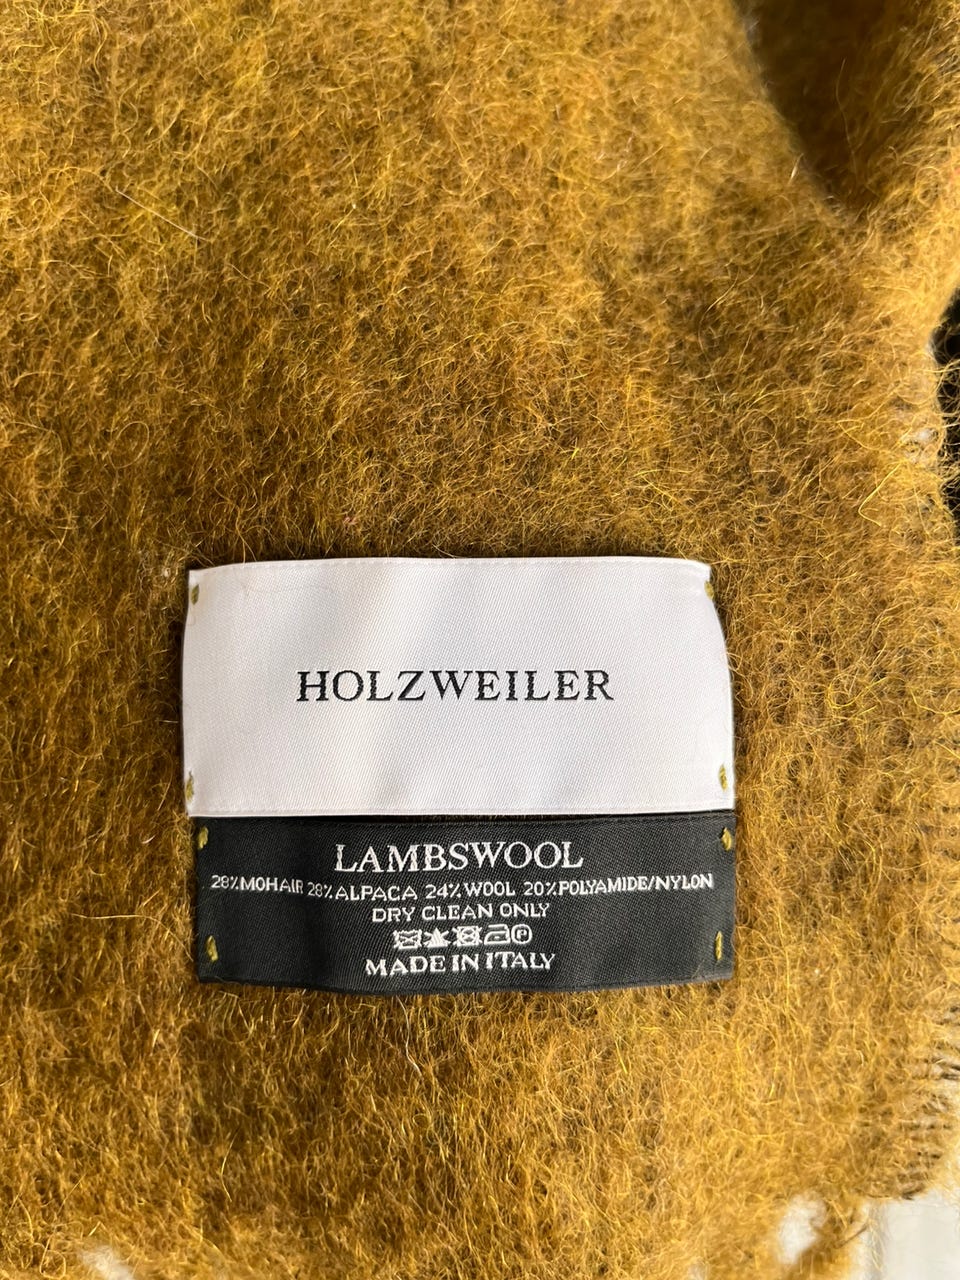 HOLZWEILER
LAMBSWOOL
28%MOHAIR 28%ALPACA 24%WOOL 20%POLYAMIDE/NYLON
DRY CLEAN ONLY
P
MADE IN ITALY